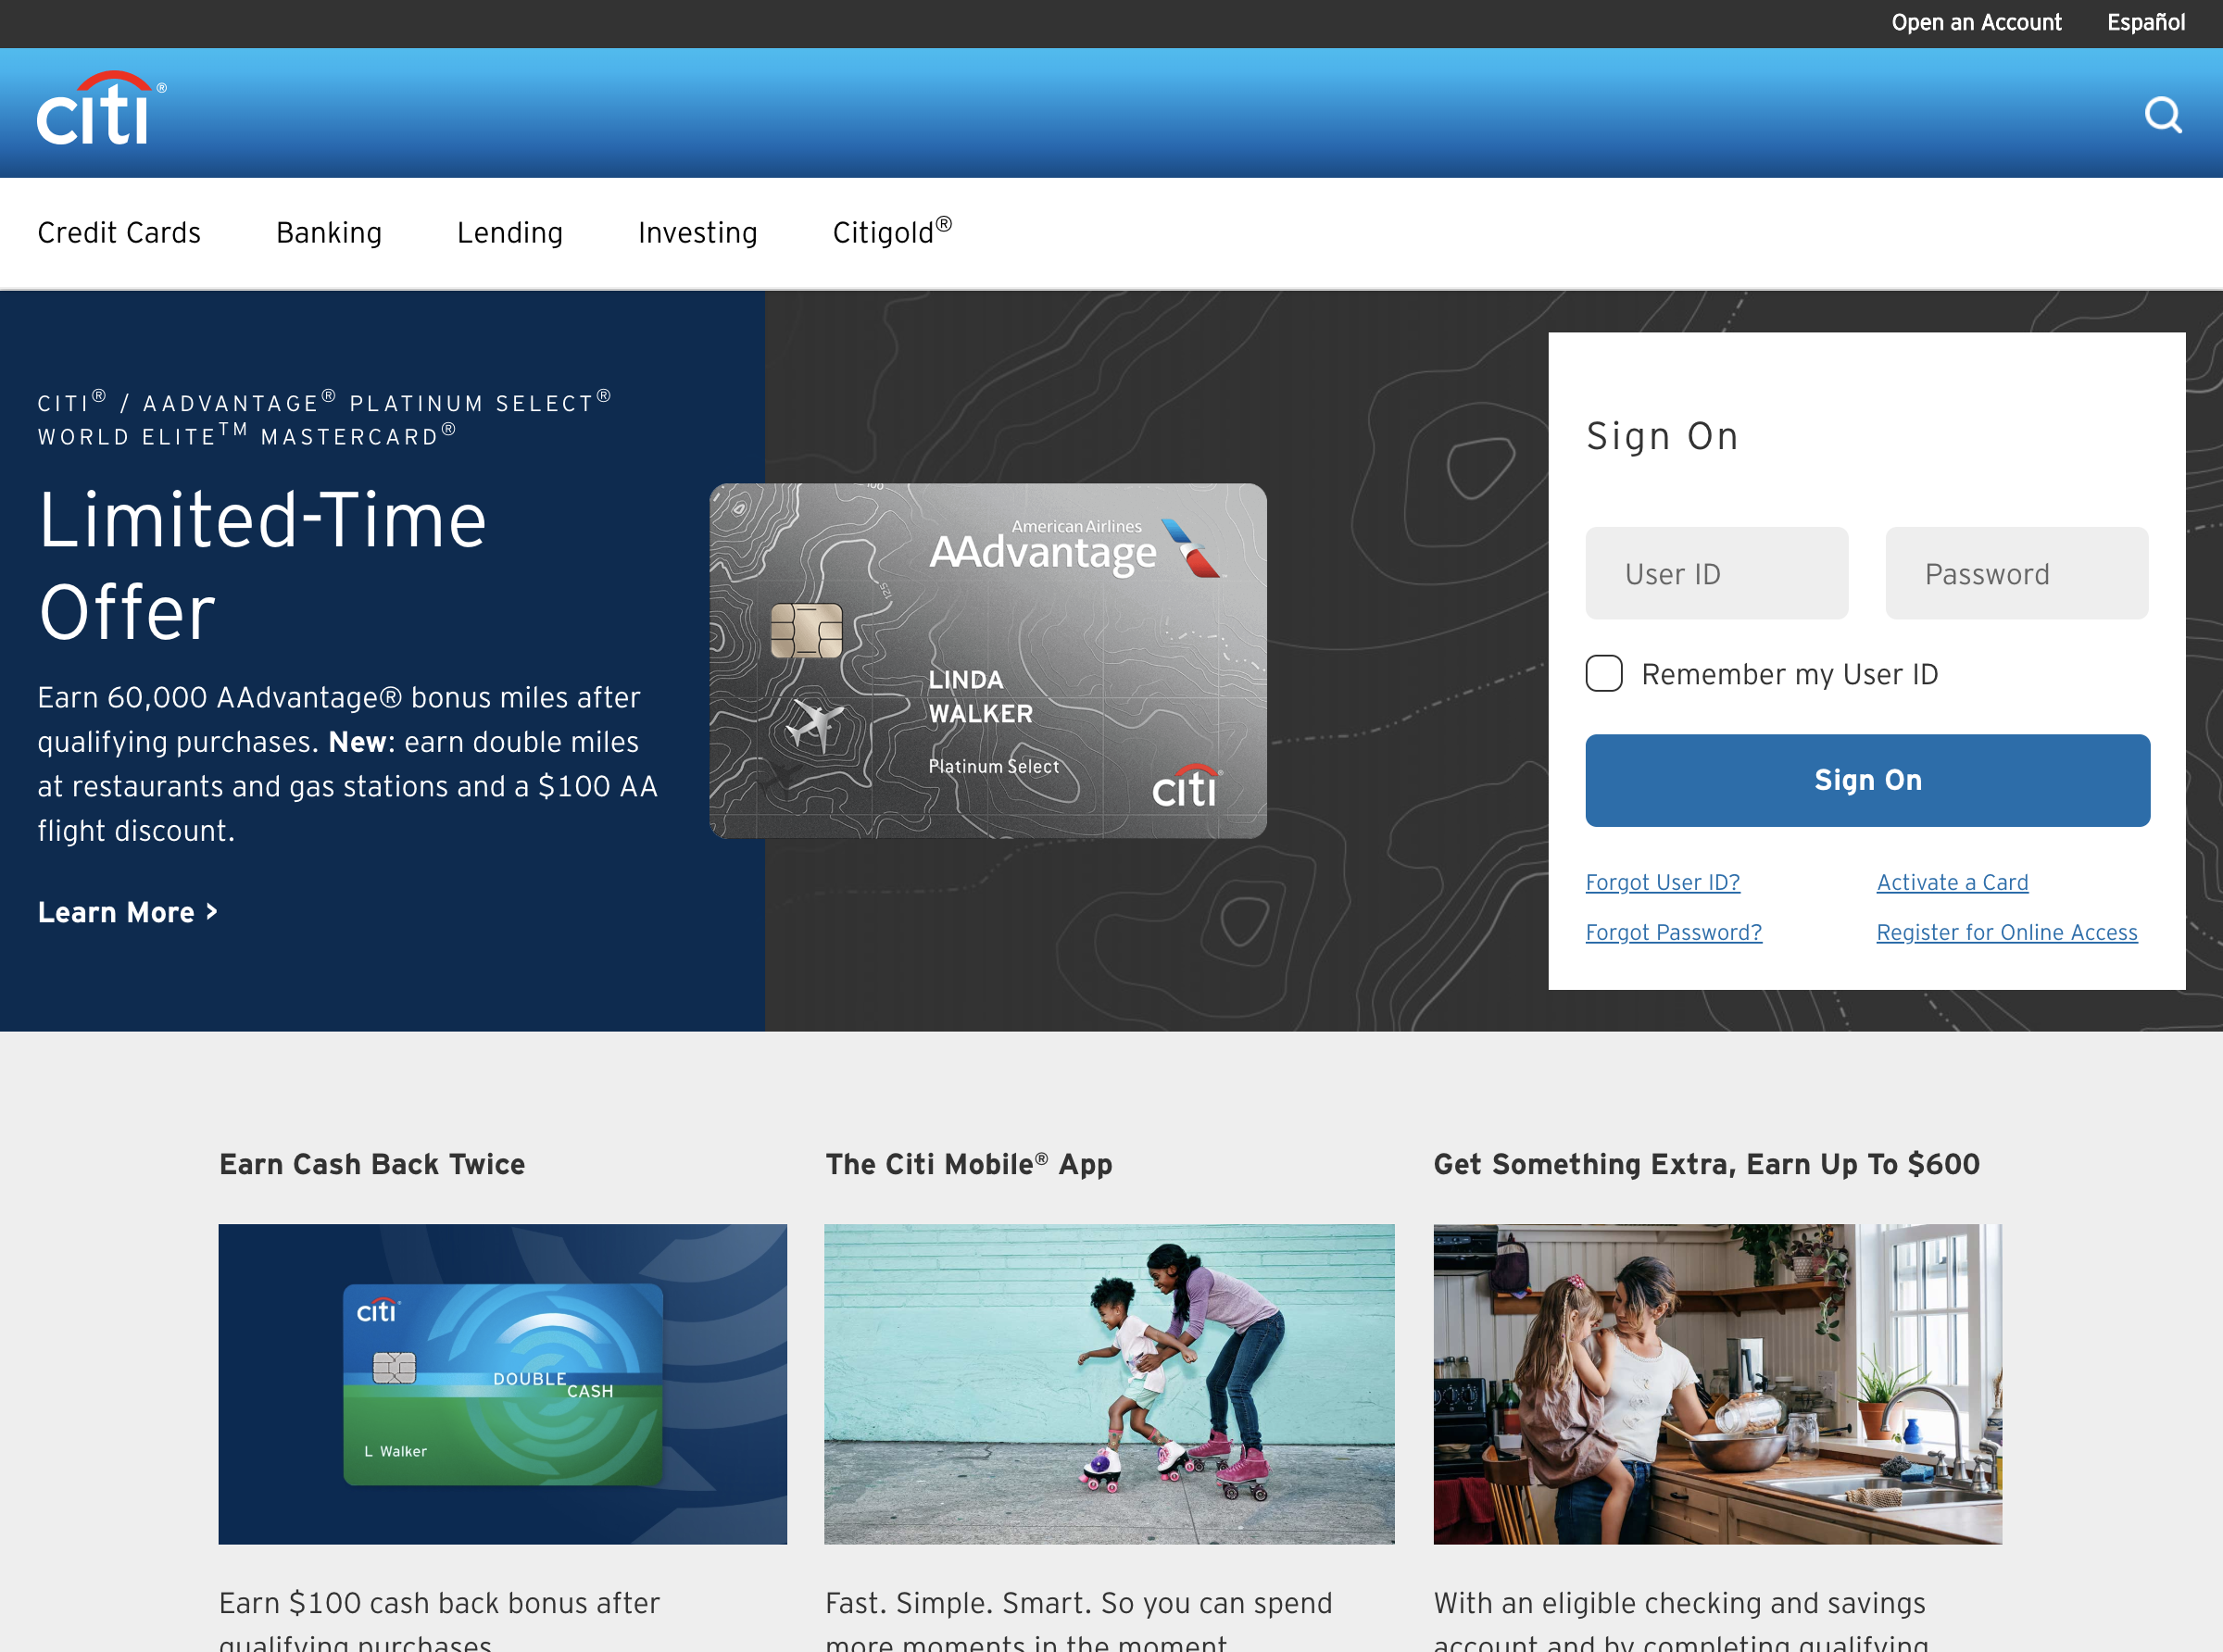 Open an Account Español
citi®
Credit Cards Banking Lending Investing Citigold®
CITI® / AADVANTAGE® PLATINUM SELECT®
WORLD ELITE™ MASTERCARD®
Limited-Time
Offer
Earn 60,000 AAdvantage® bonus miles after
qualifying purchases. New: earn double miles
at restaurants and gas stations and a $100 AA
flight discount.
Learn More >
American Airlines
AAdvantage
LINDA
WALKER
Platinum Select
citi®
Sign On
User ID Password
Remember my User ID
Sign On
Forgot User ID? Activate a Card
Forgot Password? Register for Online Access
Earn Cash Back Twice
citi®
DOUBLE
CASH
L Walker
Earn $100 cash back bonus after
qualifying purchases
The Citi Mobile® App
Fast. Simple. Smart. So you can spend
more moments in the moment
Get Something Extra, Earn Up To $600
With an eligible checking and savings
account and by completing qualifying